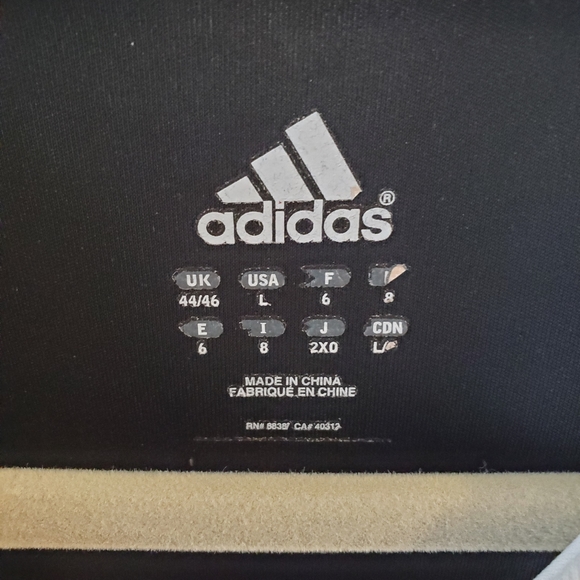 adidas®
UK USA F
44/46 L 6 8
E I J CDN
6 8 2XO
MADE IN CHINA
FABRIQUÉ EN CHINE
RN# CA# 40312